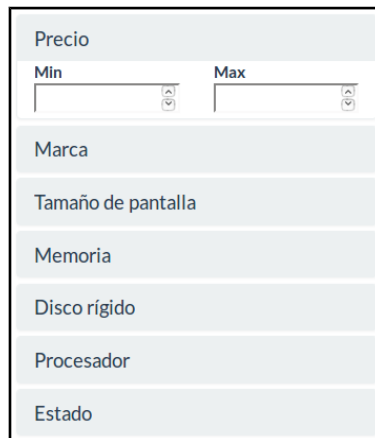 Precio
Min Max
Marca
Tamaño de pantalla
Memoria
Disco rígido
Procesador
Estado